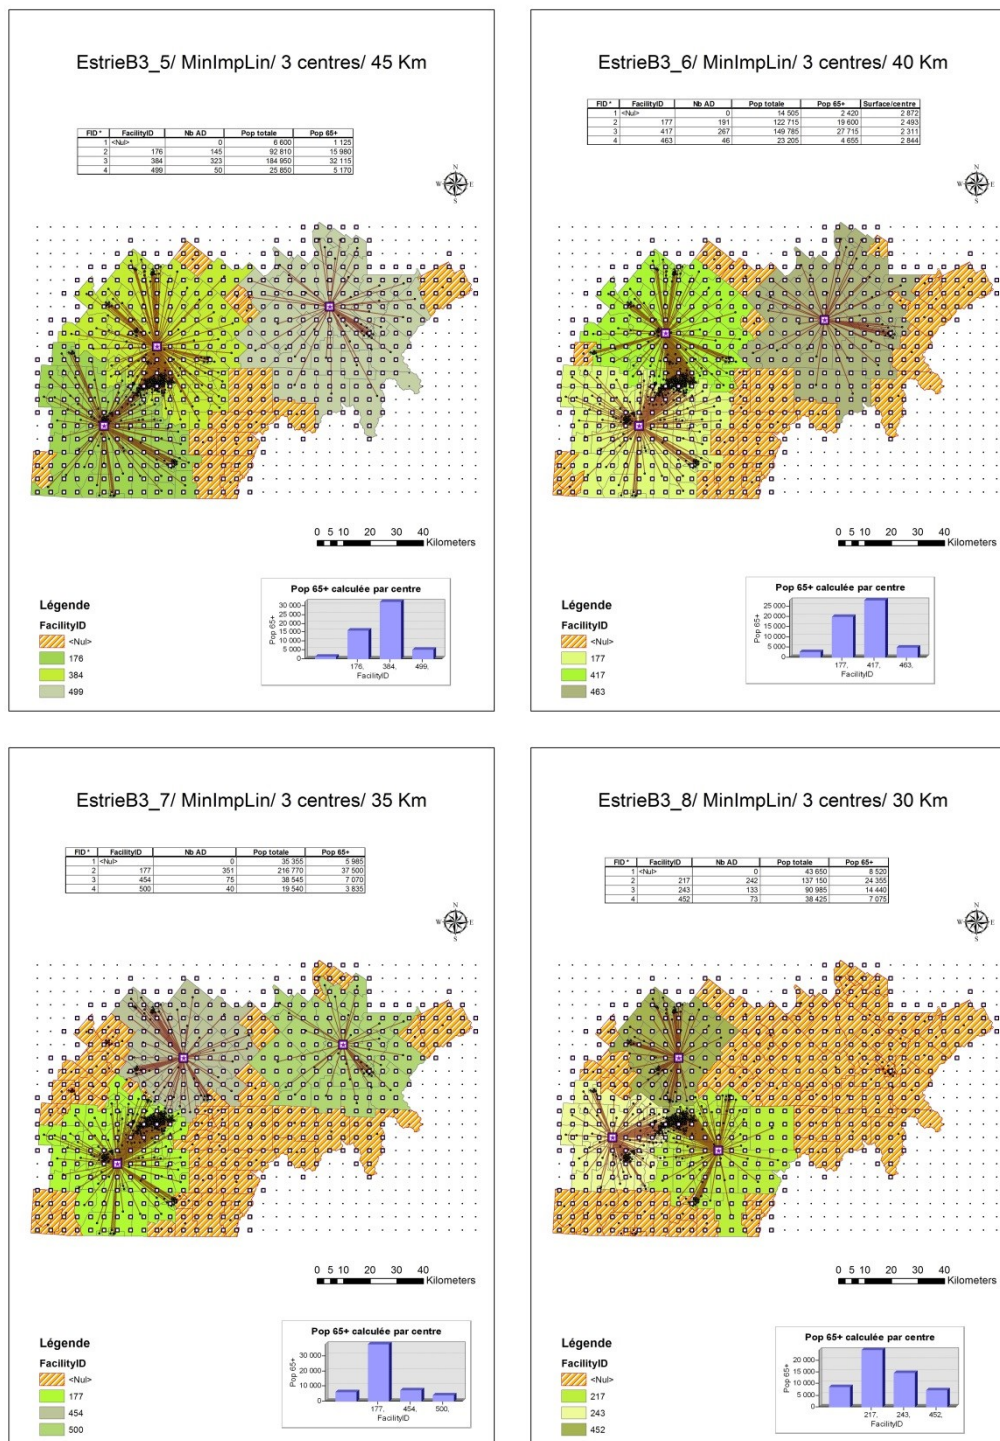 EstrieB3_5/ MinImpLin/ 3 centres/ 45 Km
FID * FacilityID Nb AD Pop totale Pop 65+
1 <Nul> 0 6 600 1 125
2 176 145 92 810 15 980
3 384 323 184 950 32 115
4 499 50 25 850 5 170
N
W E
S
0 5 10 20 30 40
Kilometers
Légende
FacilityID
<Nul>
176
384
499
Pop 65+ calculée par centre
Pop 65+
30 000
25 000
20 000
15 000
10 000
5 000
0
176, 384, 499,
FacilityID
EstrieB3_6/ MinImpLin/ 3 centres/ 40 Km
FID * FacilityID Nb AD Pop totale Pop 65+ Surface/centre
1 <Nul> 0 14 505 2 420 2 872
2 177 191 122 715 19 600 2 493
3 417 267 149 785 27 715 2 311
4 463 46 23 205 4 655 2 844
N
W E
S
0 5 10 20 30 40
Kilometers
Légende
FacilityID
<Nul>
177
417
463
Pop 65+ calculée par centre
Pop 65+
25 000
20 000
15 000
10 000
5 000
0
177, 417, 463,
FacilityID
EstrieB3_7/ MinImpLin/ 3 centres/ 35 Km
FID * FacilityID Nb AD Pop totale Pop 65+
1 <Nul> 0 35 355 5 985
2 177 351 216 770 37 500
3 454 75 38 545 7 070
4 500 40 19 540 3 835
N
W E
S
0 5 10 20 30 40
Kilometers
Légende
FacilityID
<Nul>
177
454
500
Pop 65+ calculée par centre
Pop 65+
30 000
20 000
10 000
0
177, 454, 500,
FacilityID
EstrieB3_8/ MinImpLin/ 3 centres/ 30 Km
FID * FacilityID Nb AD Pop totale Pop 65+
1 <Nul> 0 43 650 8 520
2 217 242 137 150 24 355
3 243 133 90 985 14 440
4 452 73 38 425 7 075
N
W E
S
0 5 10 20 30 40
Kilometers
Légende
FacilityID
<Nul>
217
243
452
Pop 65+ calculée par centre
Pop 65+
20 000
15 000
10 000
5 000
0
217, 243, 452,
FacilityID